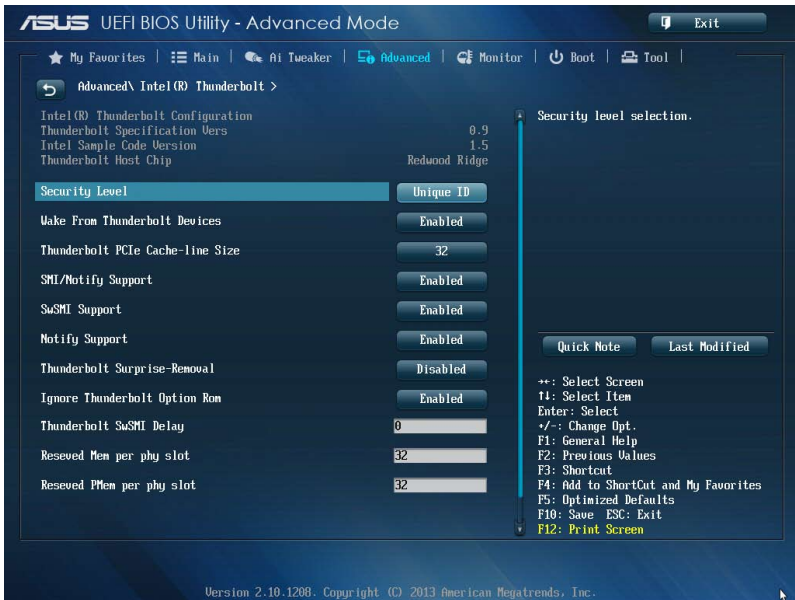 ASUS UEFI BIOS Utility - Advanced Mode
Exit
My Favorites | Main | Ai Tweaker | Advanced | Monitor | Boot | Tool |
Advanced\ Intel(R) Thunderbolt >
Intel(R) Thunderbolt Configuration
Thunderbolt Specification Vers 0.9
Intel Sample Code Version 1.5
Thunderbolt Host Chip Redwood Ridge
Security Level Unique ID
Wake From Thunderbolt Devices Enabled
Thunderbolt PCIe Cache-line Size 32
SMI/Notify Support Enabled
SwSMI Support Enabled
Notify Support Enabled
Thunderbolt Surprise-Removal Disabled
Ignore Thunderbolt Option Rom Enabled
Thunderbolt SwSMI Delay 0
Reseved Mem per phy slot 32
Reseved PMem per phy slot 32
Security level selection.
Quick Note Last Modified
→←: Select Screen
↑↓: Select Item
Enter: Select
+/-: Change Opt.
F1: General Help
F2: Previous Values
F3: Shortcut
F4: Add to ShortCut and My Favorites
F5: Optimized Defaults
F10: Save ESC: Exit
F12: Print Screen
Version 2.10.1208. Copyright (C) 2013 American Megatrends, Inc.